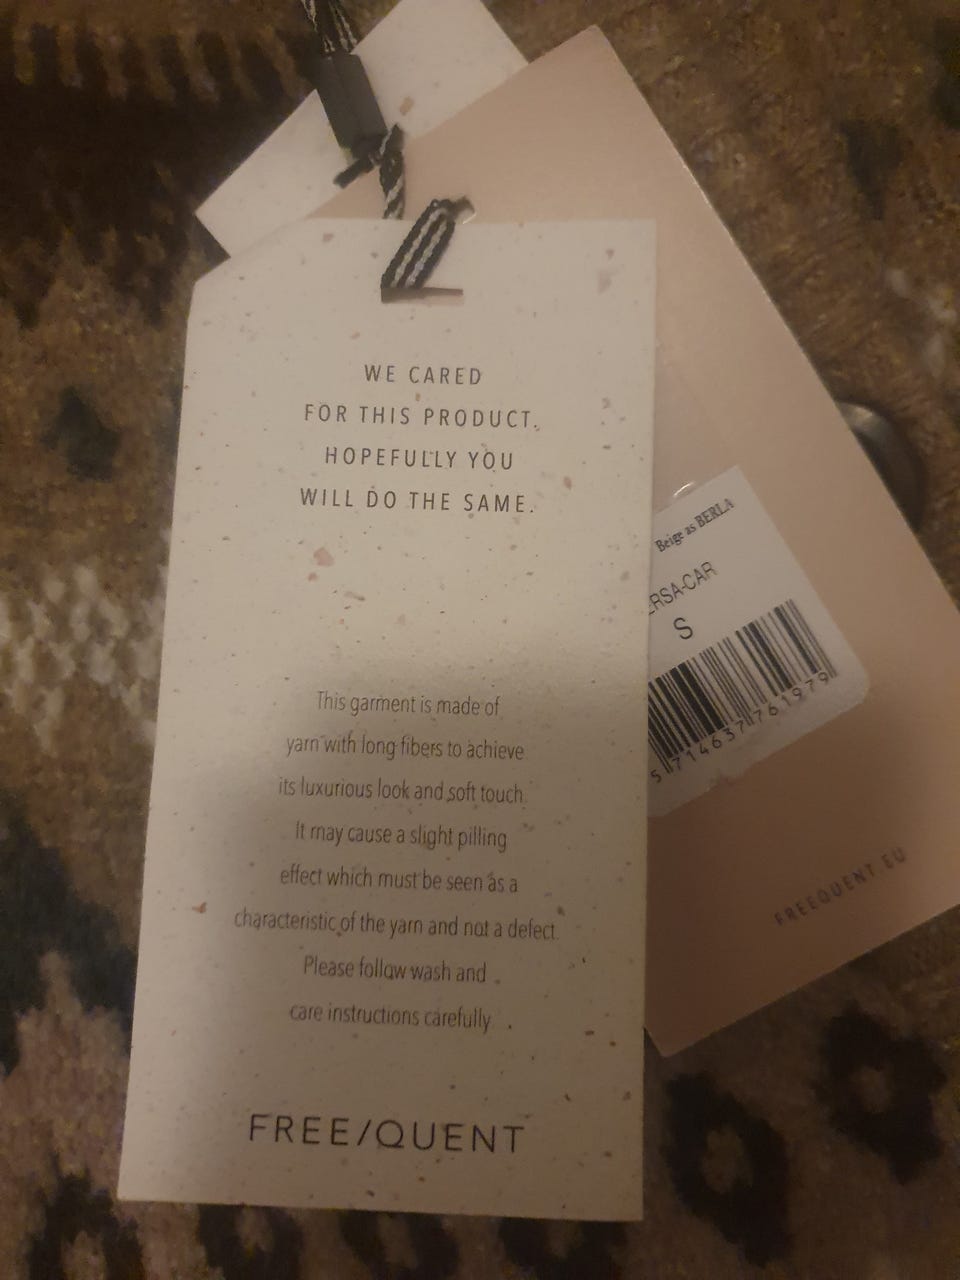 WE CARED
FOR THIS PRODUCT.
HOPEFULLY YOU
WILL DO THE SAME.
This garment is made of
yarn with long fibers to achieve
its luxurious look and soft touch.
It may cause a slight pilling
effect which must be seen as a
characteristic of the yarn and not a defect.
Please follow wash and
care instructions carefully.
FREE/QUENT
Beige as BERLA
ERSA-CAR
S
5 714637 761979
FREEQUENT.EU